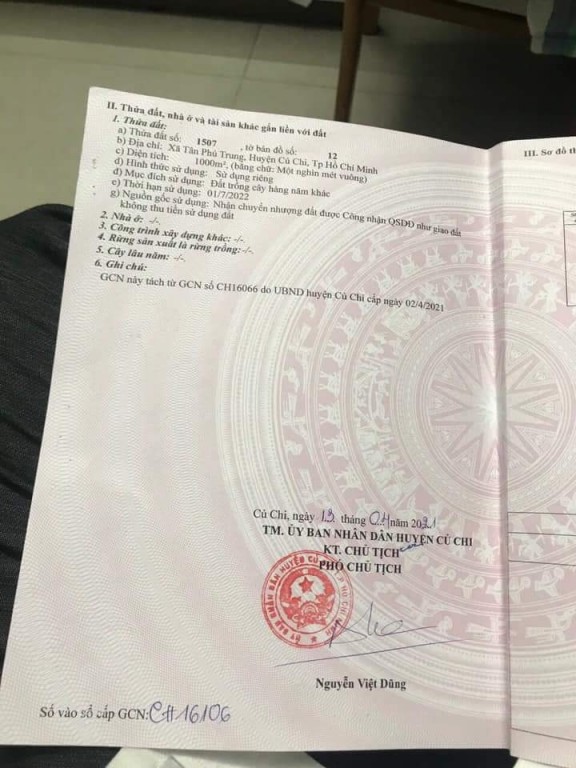 II. Thửa đất, nhà ở và tài sản khác gắn liền với đất
1. Thửa đất:
a) Thửa đất số: 1507 , tờ bản đồ số: 12
b) Địa chỉ: Xã Tân Phú Trung, Huyện Củ Chi, Tp Hồ Chí Minh
c) Diện tích: 1000m², (bằng chữ: Một nghìn mét vuông)
d) Hình thức sử dụng: Sử dụng riêng
đ) Mục đích sử dụng: Đất trồng cây hàng năm khác
e) Thời hạn sử dụng: 01/7/2022
g) Nguồn gốc sử dụng: Nhận chuyển nhượng đất được Công nhận QSDĐ như giao đất
không thu tiền sử dụng đất
2. Nhà ở: -/-
3. Công trình xây dựng khác: -/-
4. Rừng sản xuất là rừng trồng: -/-
5. Cây lâu năm: -/-
6. Ghi chú:
GCN này tách từ GCN số CH16066 do UBND huyện Củ Chi cấp ngày 02/4/2021
Củ Chi, ngày 13 tháng 04 năm 2021
TM. ỦY BAN NHÂN DÂN HUYỆN CỦ CHI
KT. CHỦ TỊCH
PHÓ CHỦ TỊCH
Nguyễn Việt Dũng
Số vào sổ cấp GCN: CH16106
III. Sơ đồ th